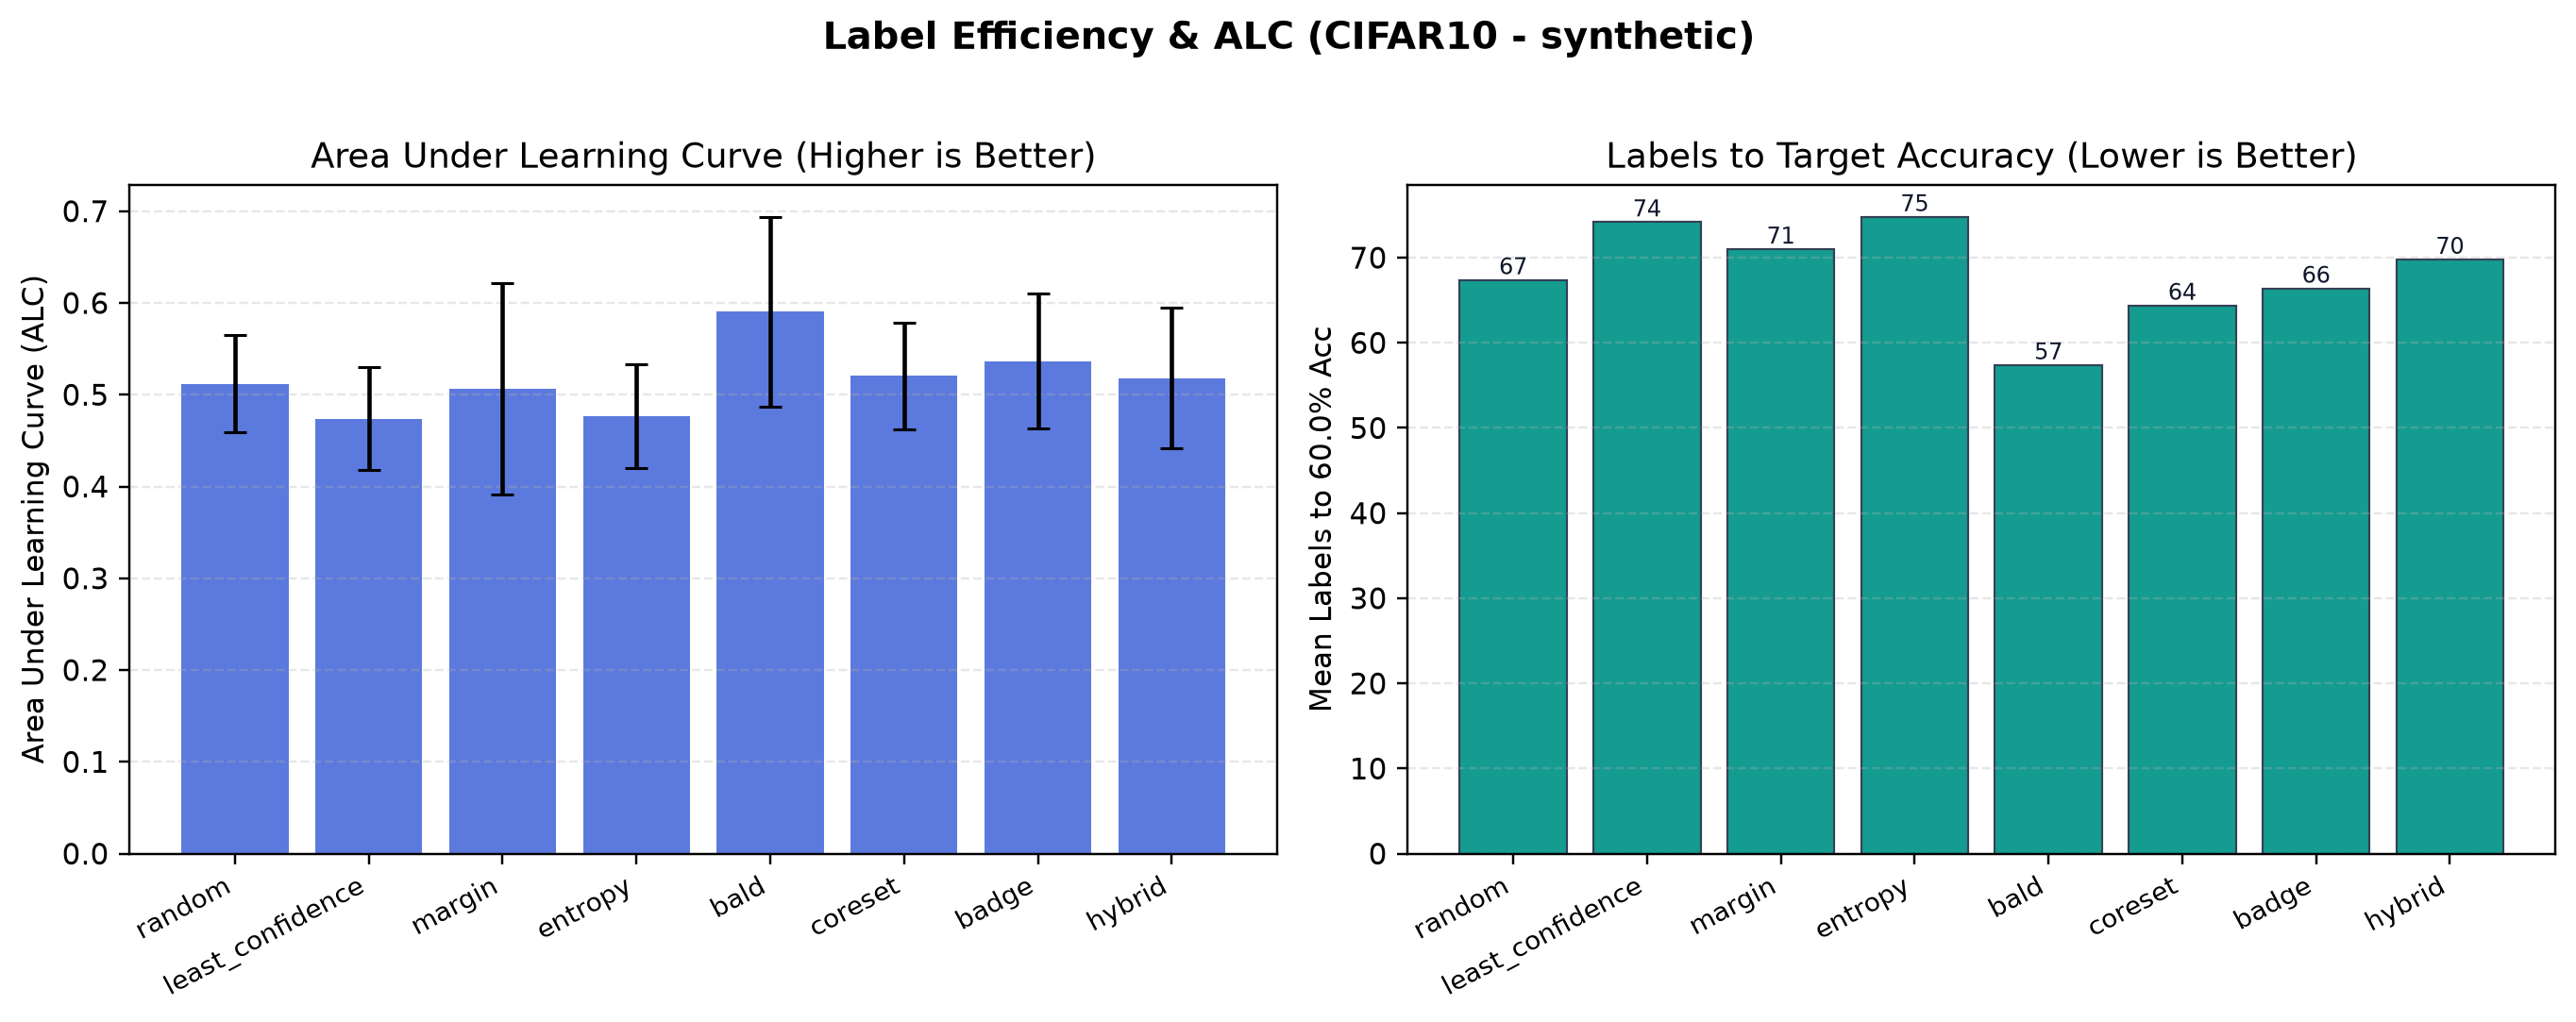 Label Efficiency & ALC (CIFAR10 - synthetic)
Area Under Learning Curve (Higher is Better)
Area Under Learning Curve (ALC)
0.7
0.6
0.5
0.4
0.3
0.2
0.1
0.0
random
least_confidence
margin
entropy
bald
coreset
badge
hybrid
Labels to Target Accuracy (Lower is Better)
Mean Labels to 60.0% Acc
70
60
50
40
30
20
10
0
67
74
71
75
57
64
66
70
random
least_confidence
margin
entropy
bald
coreset
badge
hybrid